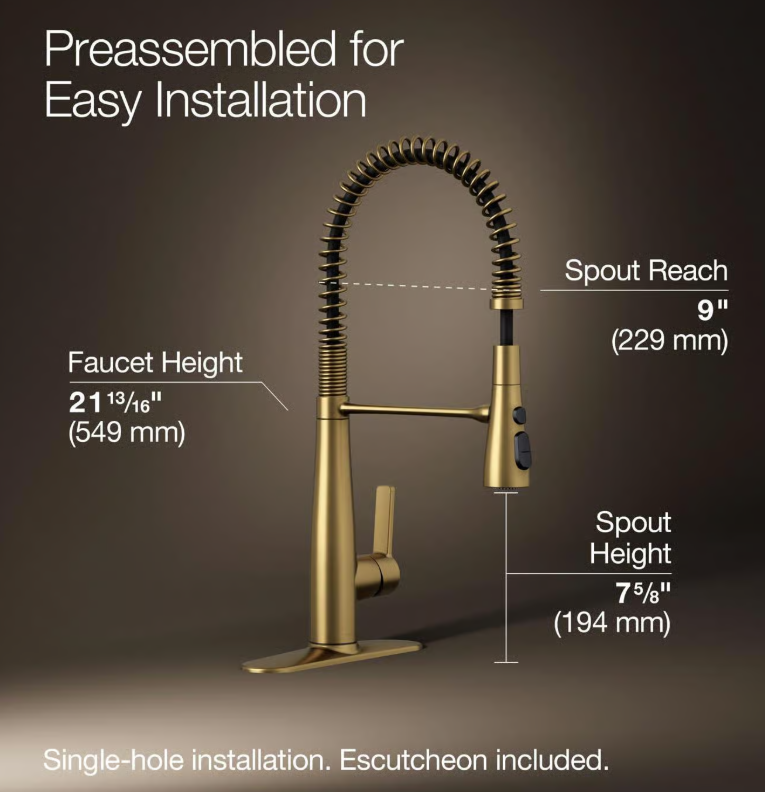 Preassembled for
Easy Installation
Spout Reach
9"
(229 mm)
Faucet Height
21 13/16"
(549 mm)
Spout
Height
7 5/8"
(194 mm)
Single-hole installation. Escutcheon included.